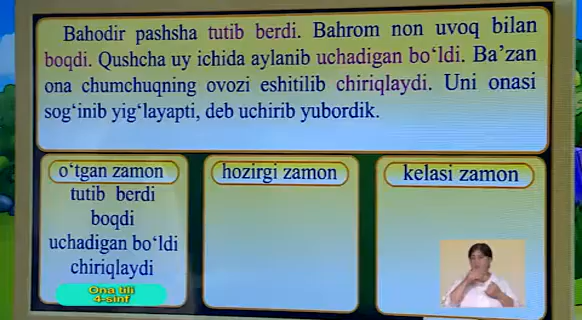 Bahodir pashsha tutib berdi. Bahrom non uvoq bilan
boqdi. Qushcha uy ichida aylanib uchadigan bo‘ldi. Ba’zan
ona chumchuqning ovozi eshitilib chiriqlaydi. Uni onasi
sog‘inib yig‘layapti, deb uchirib yubordik.
o‘tgan zamon
tutib berdi
boqdi
uchadigan bo‘ldi
chiriqlaydi
hozirgi zamon
kelasi zamon
Ona tili
4-sinf